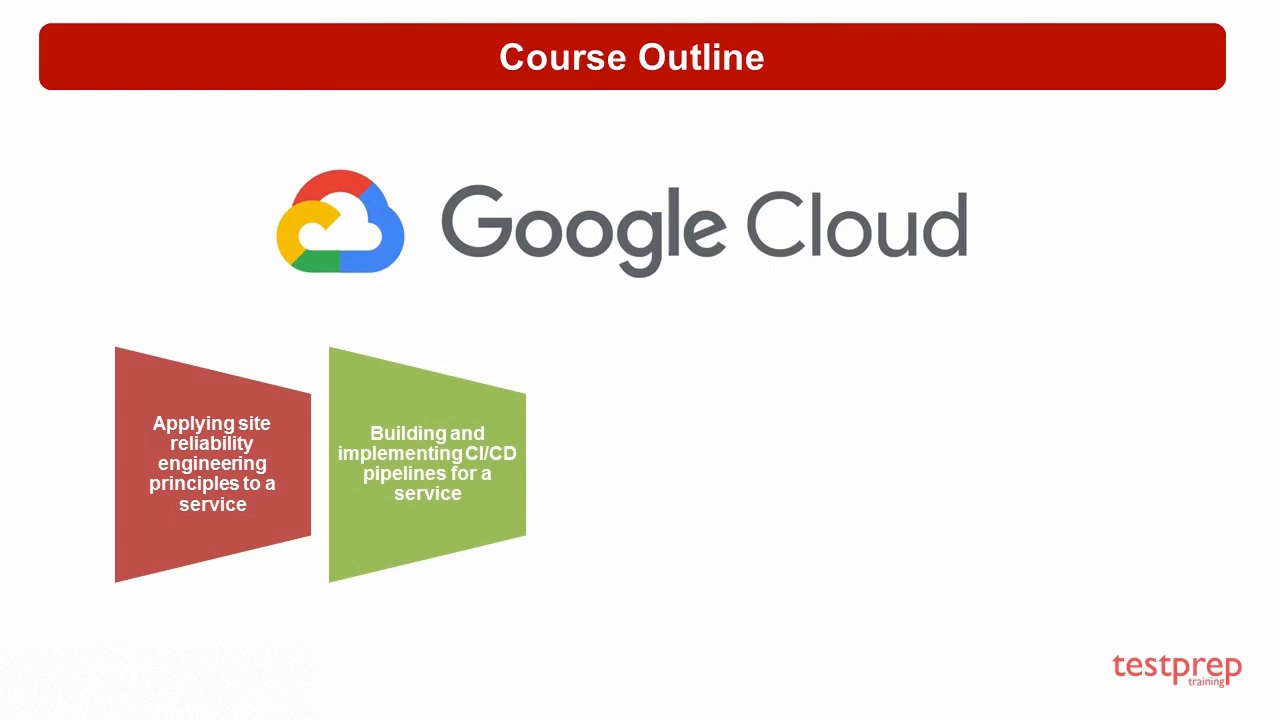 Course Outline
Google Cloud
Applying site
reliability
engineering
principles to a
service
Building and
implementing CI/CD
pipelines for a
service
testprep
training